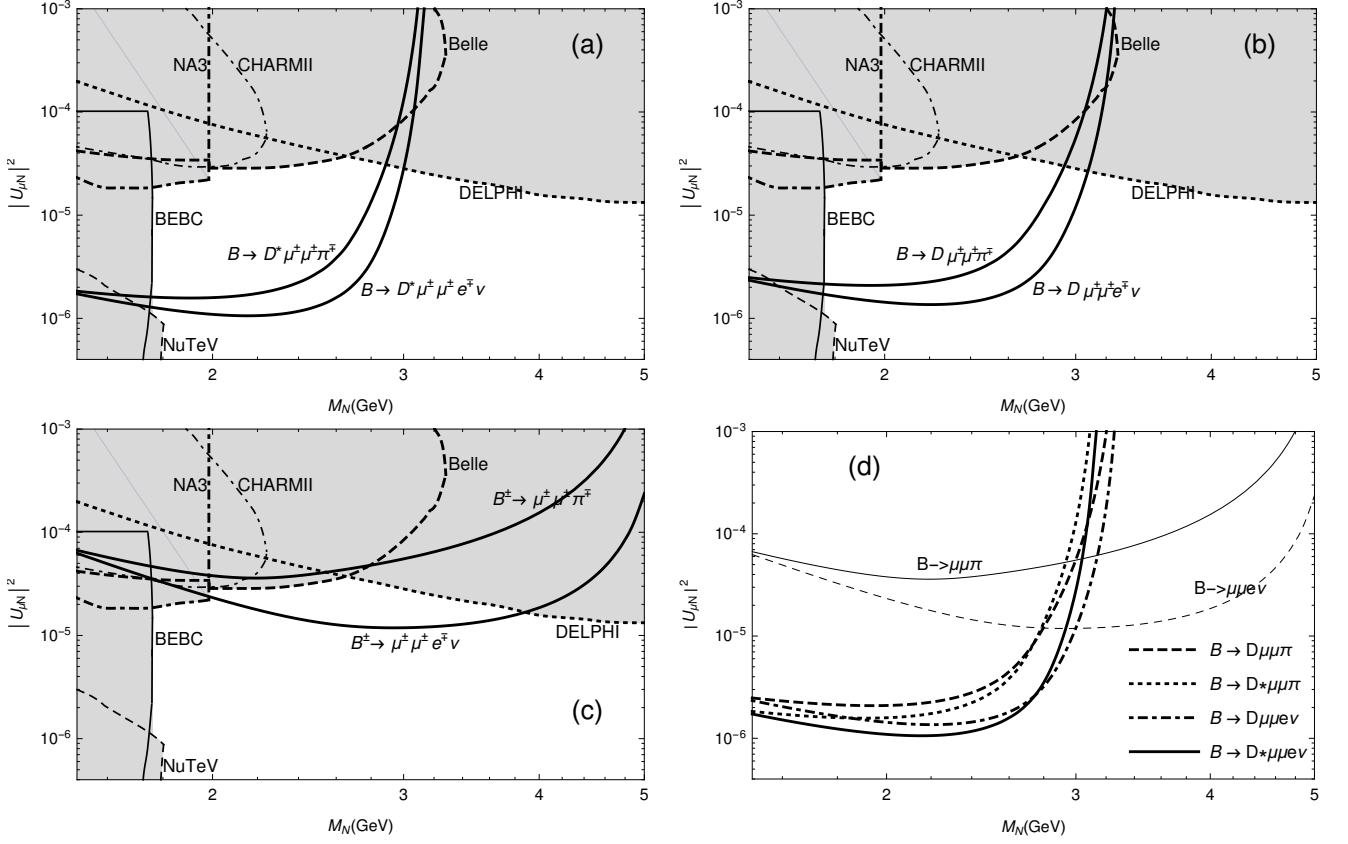 10⁻³
10⁻⁴
10⁻⁵
10⁻⁶
|U_μN|²
(a)
Belle
NA3
CHARMII
DELPHI
BEBC
B → D* μ± μ± π∓
B → D* μ± μ± e∓ ν
NuTeV
2
3
4
5
M_N(GeV)
10⁻³
10⁻⁴
10⁻⁵
10⁻⁶
|U_μN|²
(b)
Belle
NA3
CHARMII
DELPHI
BEBC
B → D μ± μ± π∓
B → D μ± μ± e∓ ν
NuTeV
2
3
4
5
M_N(GeV)
10⁻³
10⁻⁴
10⁻⁵
10⁻⁶
|U_μN|²
Belle
NA3
CHARMII
B± → μ± μ± π∓
BEBC
B± → μ± μ± e∓ ν
DELPHI
(c)
NuTeV
2
3
4
5
M_N(GeV)
10⁻³
10⁻⁴
10⁻⁵
10⁻⁶
|U_μN|²
(d)
B−>μμπ
B−>μμeν
B → Dμμπ
B → D*μμπ
B → Dμμeν
B → D*μμeν
2
3
4
5
M_N(GeV)